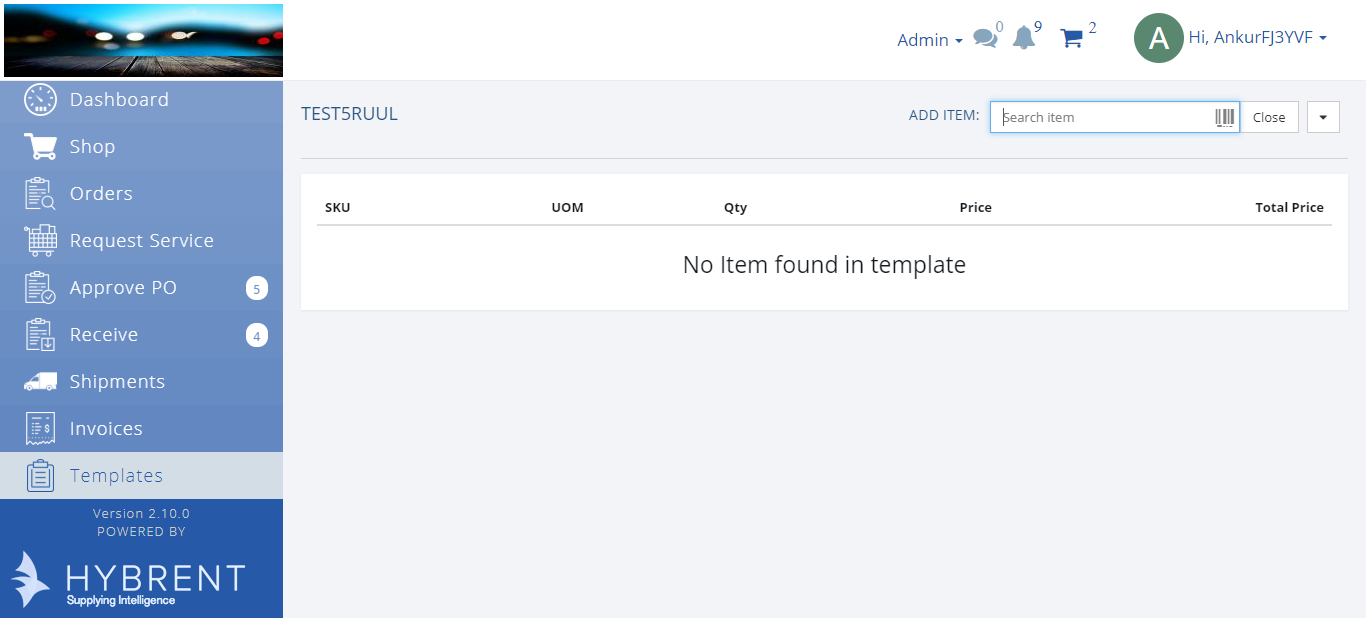 Admin
0
9
2
A
Hi, AnkurFJ3YVF
Dashboard
Shop
Orders
Request Service
Approve PO 5
Receive 4
Shipments
Invoices
Templates
Version 2.10.0
POWERED BY
HYBRENT
Supplying Intelligence
TEST5RUUL
ADD ITEM: Search item Close
SKU UOM Qty Price Total Price
No Item found in template